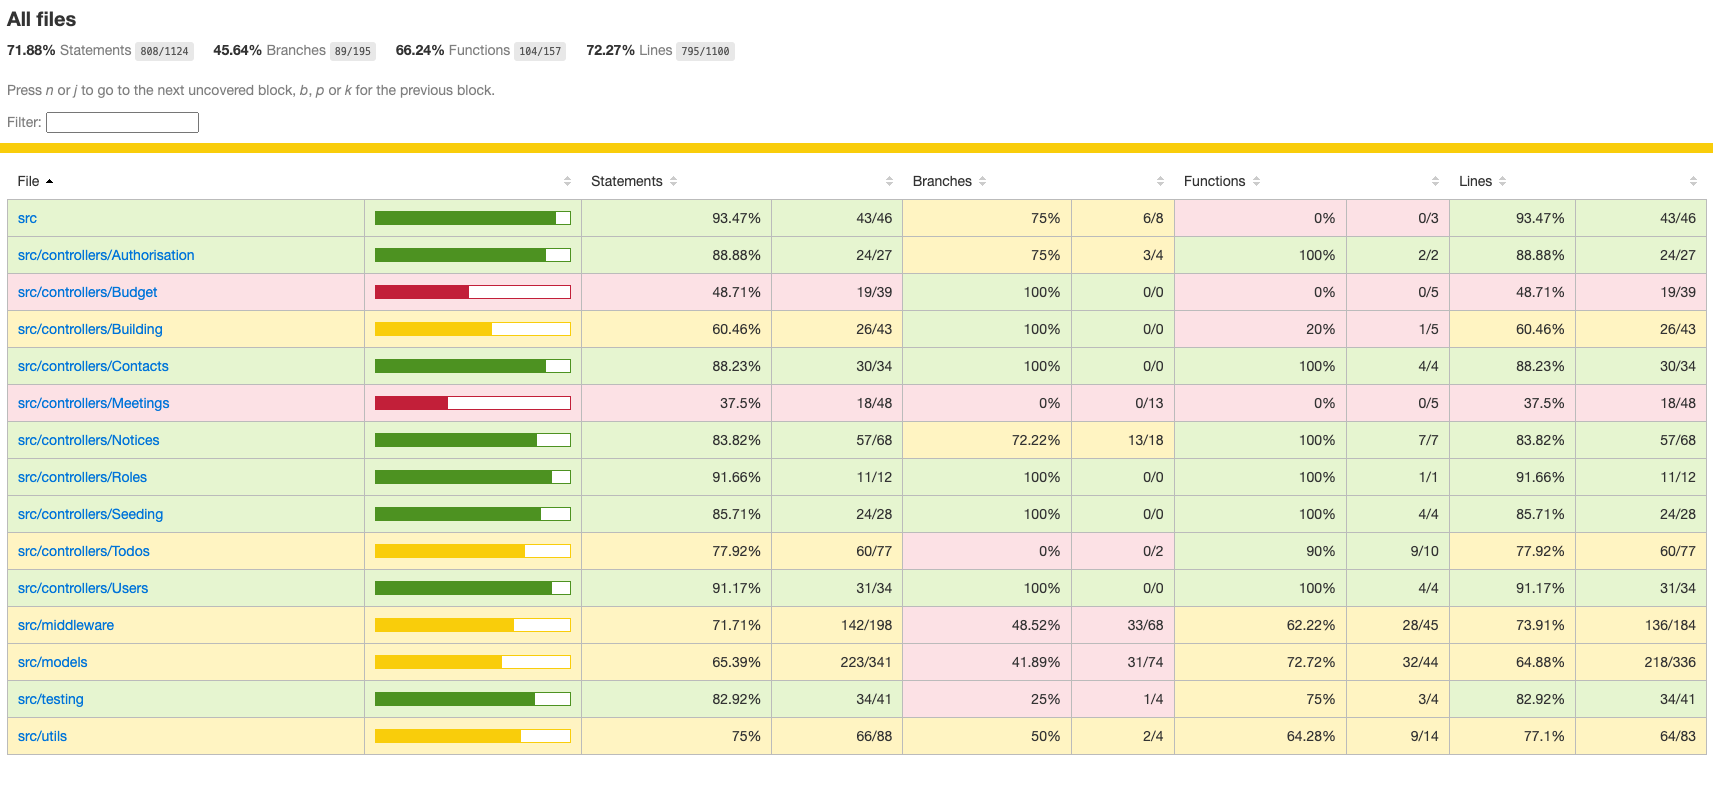 All files
71.88% Statements 808/1124 45.64% Branches 89/195 66.24% Functions 104/157 72.27% Lines 795/1100
Press n or j to go to the next uncovered block, b, p or k for the previous block.
Filter:
File Statements Branches Functions Lines
src 93.47% 43/46 75% 6/8 0% 0/3 93.47% 43/46
src/controllers/Authorisation 88.88% 24/27 75% 3/4 100% 2/2 88.88% 24/27
src/controllers/Budget 48.71% 19/39 100% 0/0 0% 0/5 48.71% 19/39
src/controllers/Building 60.46% 26/43 100% 0/0 20% 1/5 60.46% 26/43
src/controllers/Contacts 88.23% 30/34 100% 0/0 100% 4/4 88.23% 30/34
src/controllers/Meetings 37.5% 18/48 0% 0/13 0% 0/5 37.5% 18/48
src/controllers/Notices 83.82% 57/68 72.22% 13/18 100% 7/7 83.82% 57/68
src/controllers/Roles 91.66% 11/12 100% 0/0 100% 1/1 91.66% 11/12
src/controllers/Seeding 85.71% 24/28 100% 0/0 100% 4/4 85.71% 24/28
src/controllers/Todos 77.92% 60/77 0% 0/2 90% 9/10 77.92% 60/77
src/controllers/Users 91.17% 31/34 100% 0/0 100% 4/4 91.17% 31/34
src/middleware 71.71% 142/198 48.52% 33/68 62.22% 28/45 73.91% 136/184
src/models 65.39% 223/341 41.89% 31/74 72.72% 32/44 64.88% 218/336
src/testing 82.92% 34/41 25% 1/4 75% 3/4 82.92% 34/41
src/utils 75% 66/88 50% 2/4 64.28% 9/14 77.1% 64/83